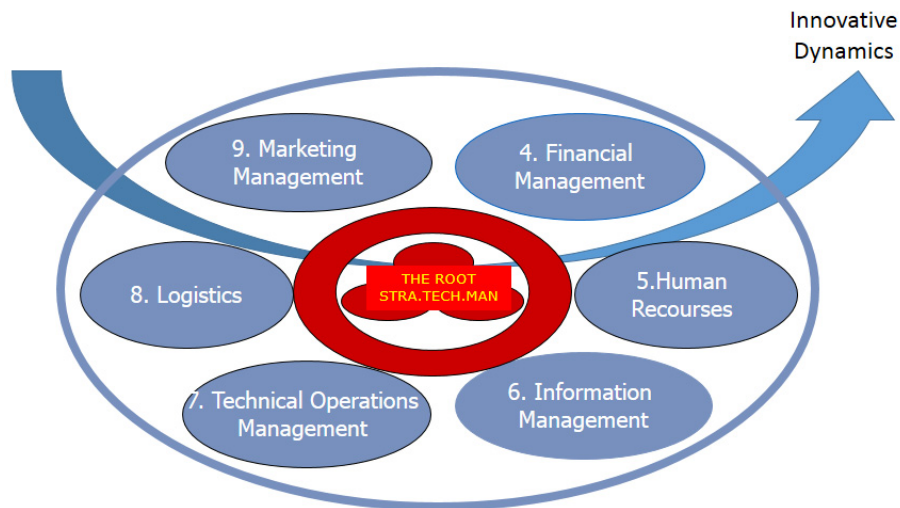 Innovative
Dynamics
9. Marketing
Management
4. Financial
Management
THE ROOT
STRA.TECH.MAN
8. Logistics
5.Human
Recourses
7. Technical Operations
Management
6. Information
Management